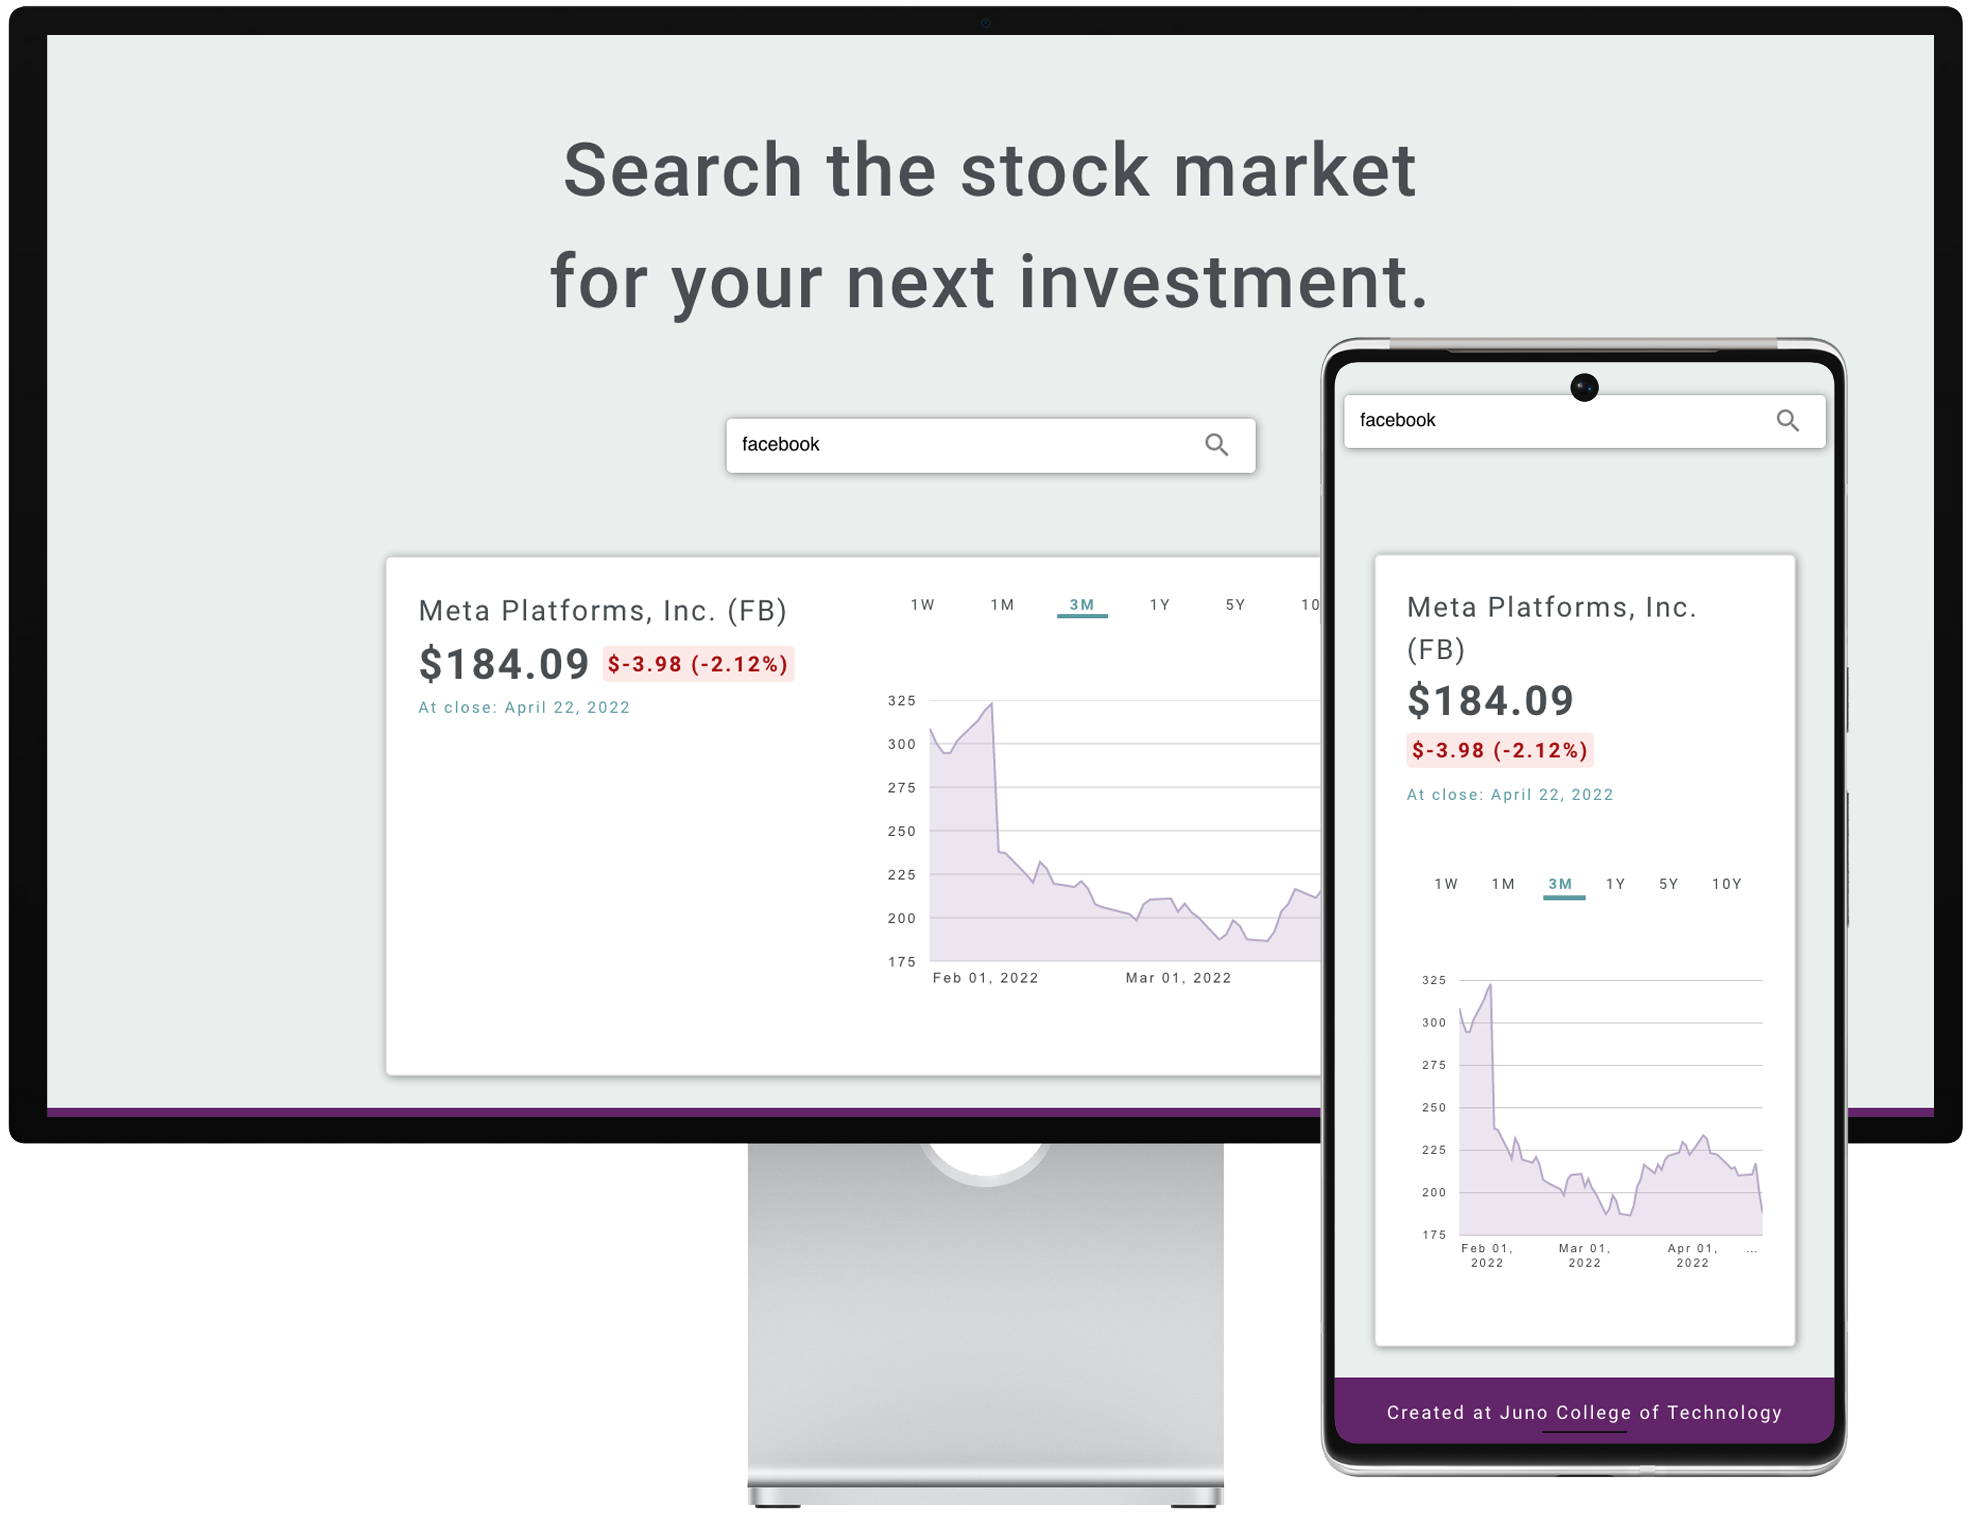 Search the stock market
for your next investment.
facebook
Meta Platforms, Inc. (FB)
$184.09 $-3.98 (-2.12%)
At close: April 22, 2022
1W 1M 3M 1Y 5Y 10
325
300
275
250
225
200
175
Feb 01, 2022 Mar 01, 2022
facebook
Meta Platforms, Inc.
(FB)
$184.09
$-3.98 (-2.12%)
At close: April 22, 2022
1W 1M 3M 1Y 5Y 10Y
325
300
275
250
225
200
175
Feb 01, 2022 Mar 01, 2022 Apr 01, 2022 ...
Created at Juno College of Technology